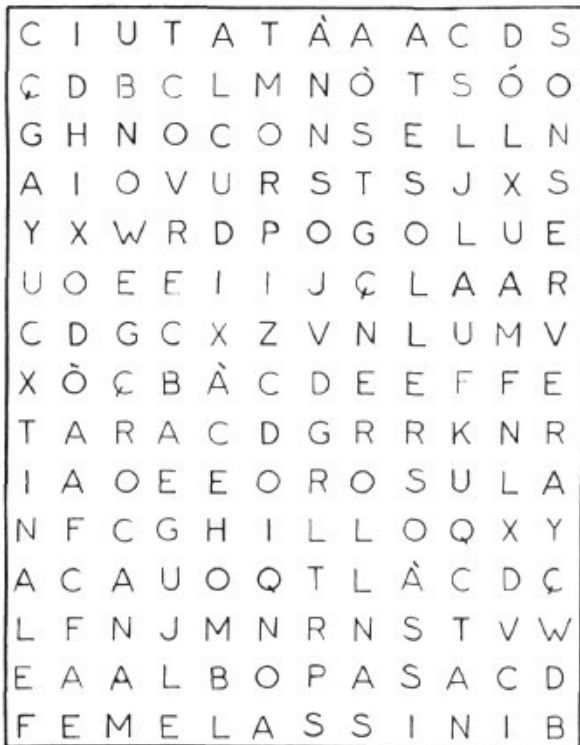 C I U T A T À A A C D S
Ç D B C L M N Ò T S Ó O
G H N O C O N S E L L N
A I O V U R S T S J X S
Y X W R D P O G O L U E
U O E E I I J Ç L A A R
C D G C X Z V N L U M V
X Ò Ç B À C D E E F F E
T A R A C D G R R K N R
I A O E E O R O S U L A
N F C G H I L L O Q X Y
A C A U O Q T L À C D Ç
L F N J M N R N S T V W
E A A L B O P A S A C D
F E M E L A S S I N I B